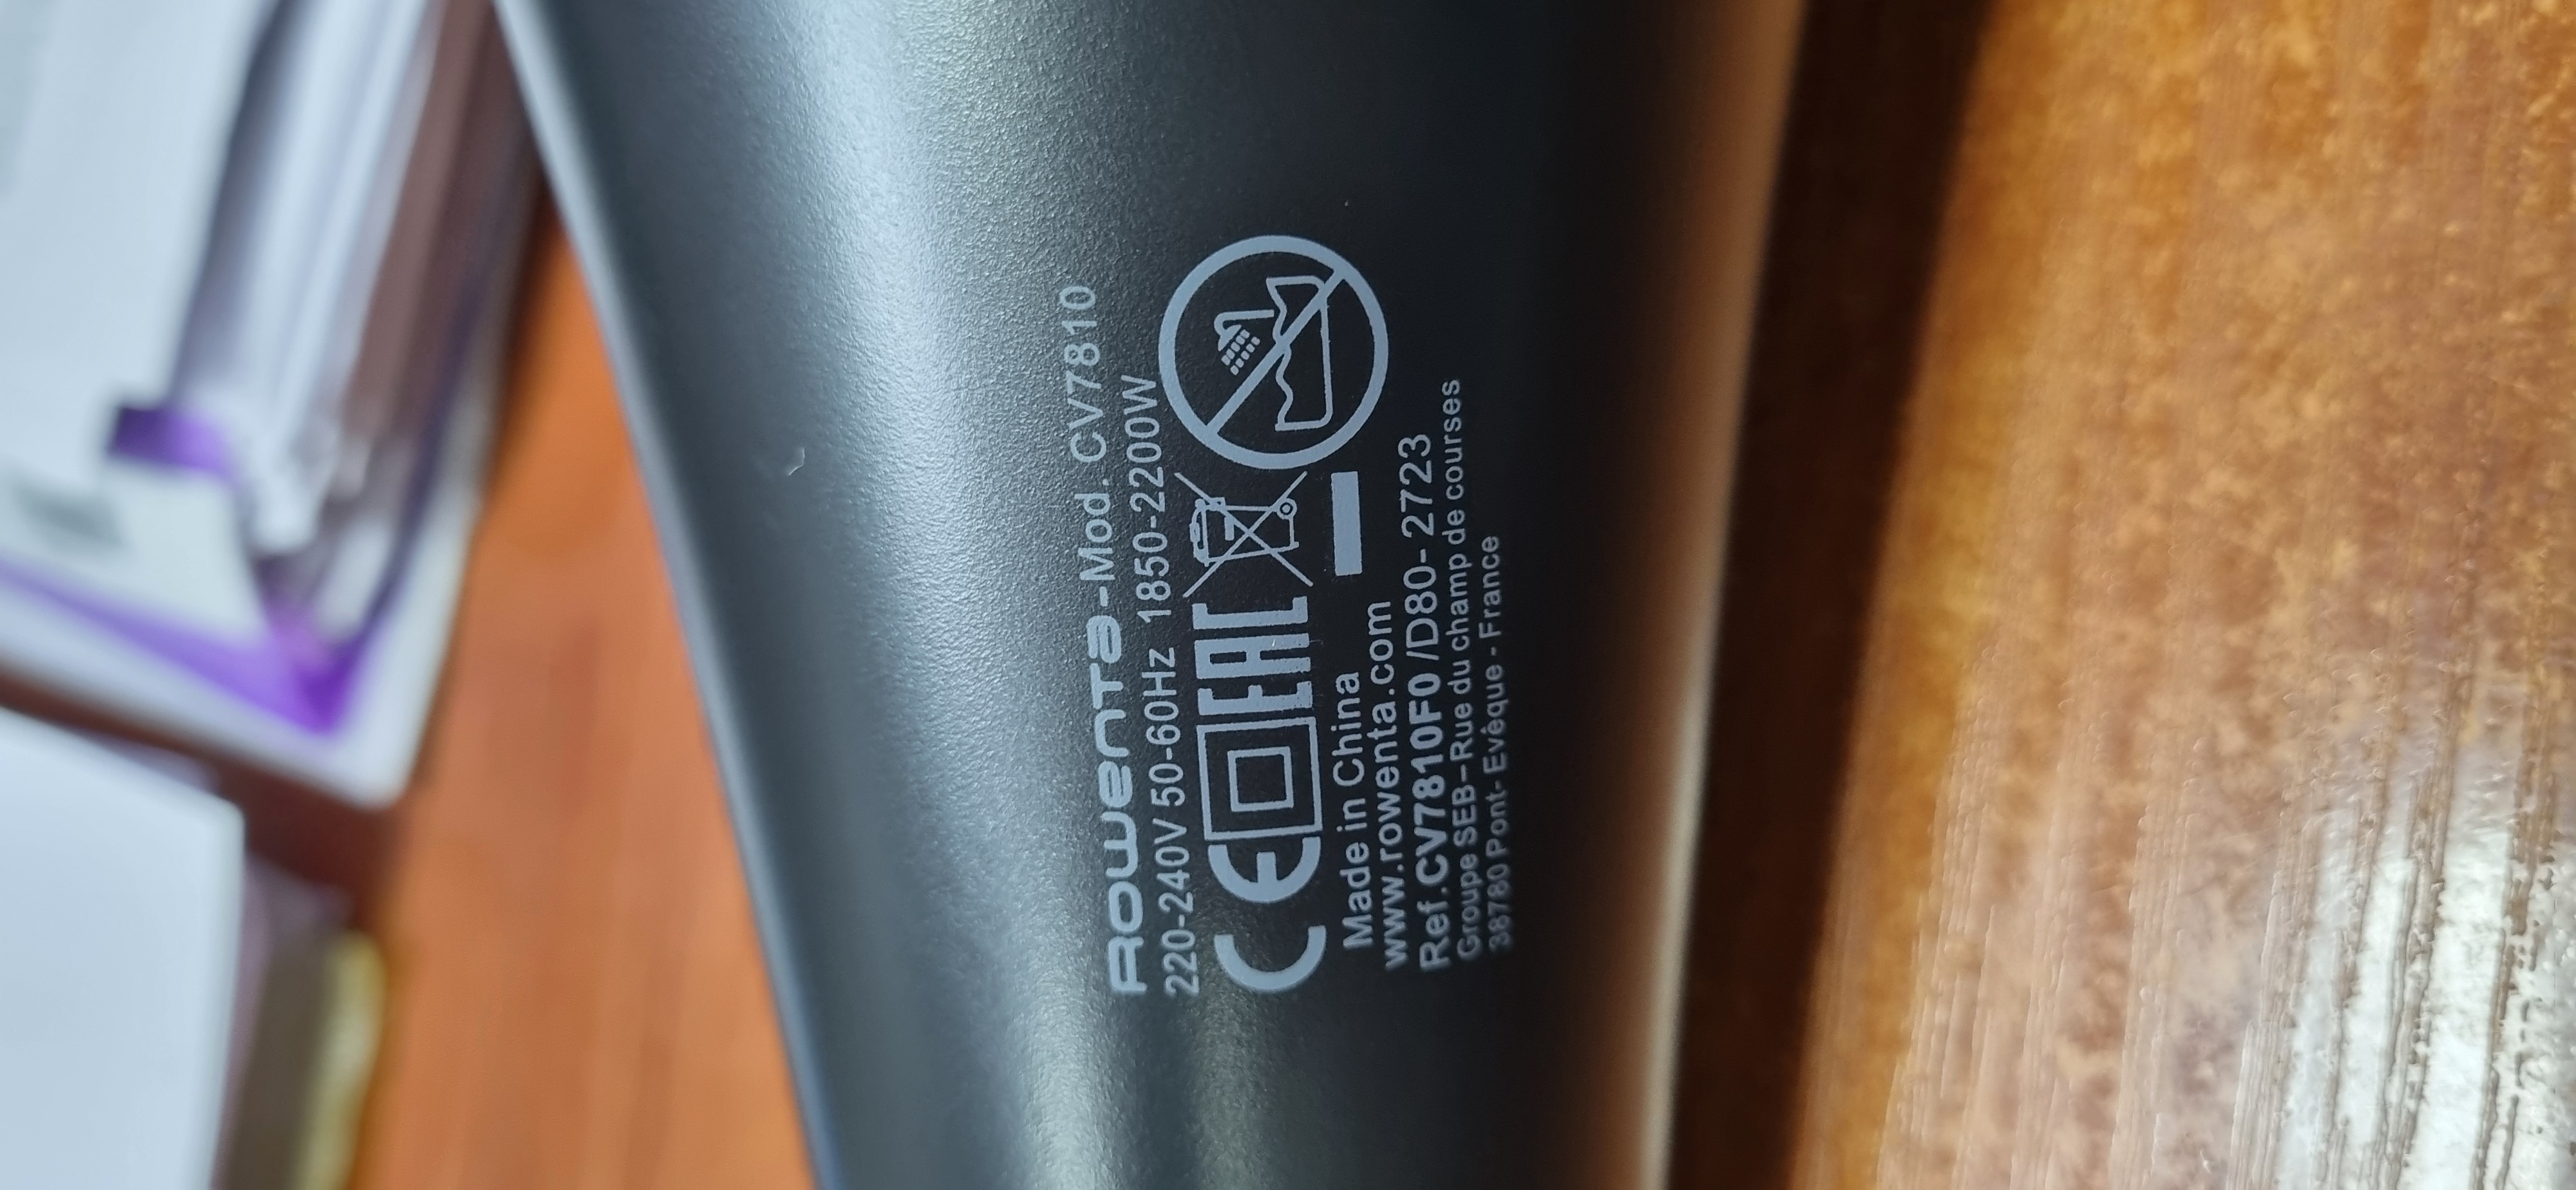 Rowenta-Mod. CV7810
220-240V 50-60Hz 1850-2200W
CE EAC
Made in China
www.rowenta.com
Ref.CV7810F0 /D80-2723
Groupe SEB-Rue du champ de courses
38780 Pont-Evêque - France